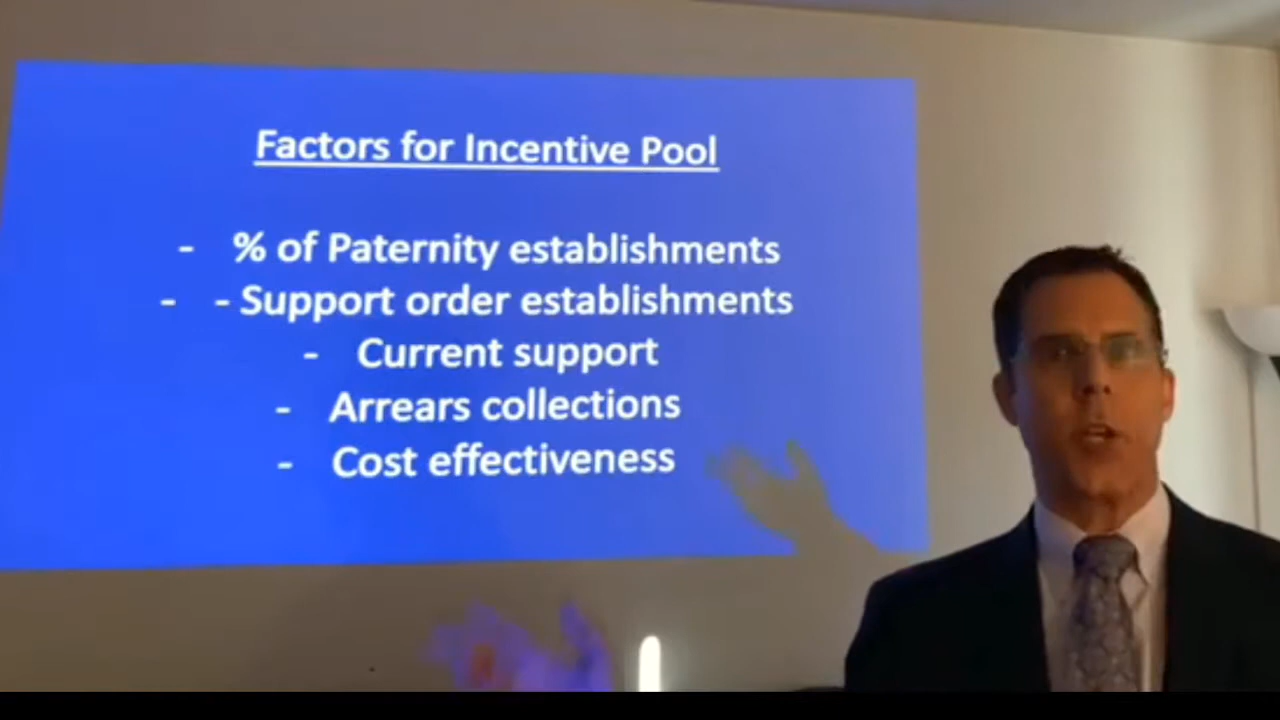 Factors for Incentive Pool
- % of Paternity establishments
- - Support order establishments
- Current support
- Arrears collections
- Cost effectiveness